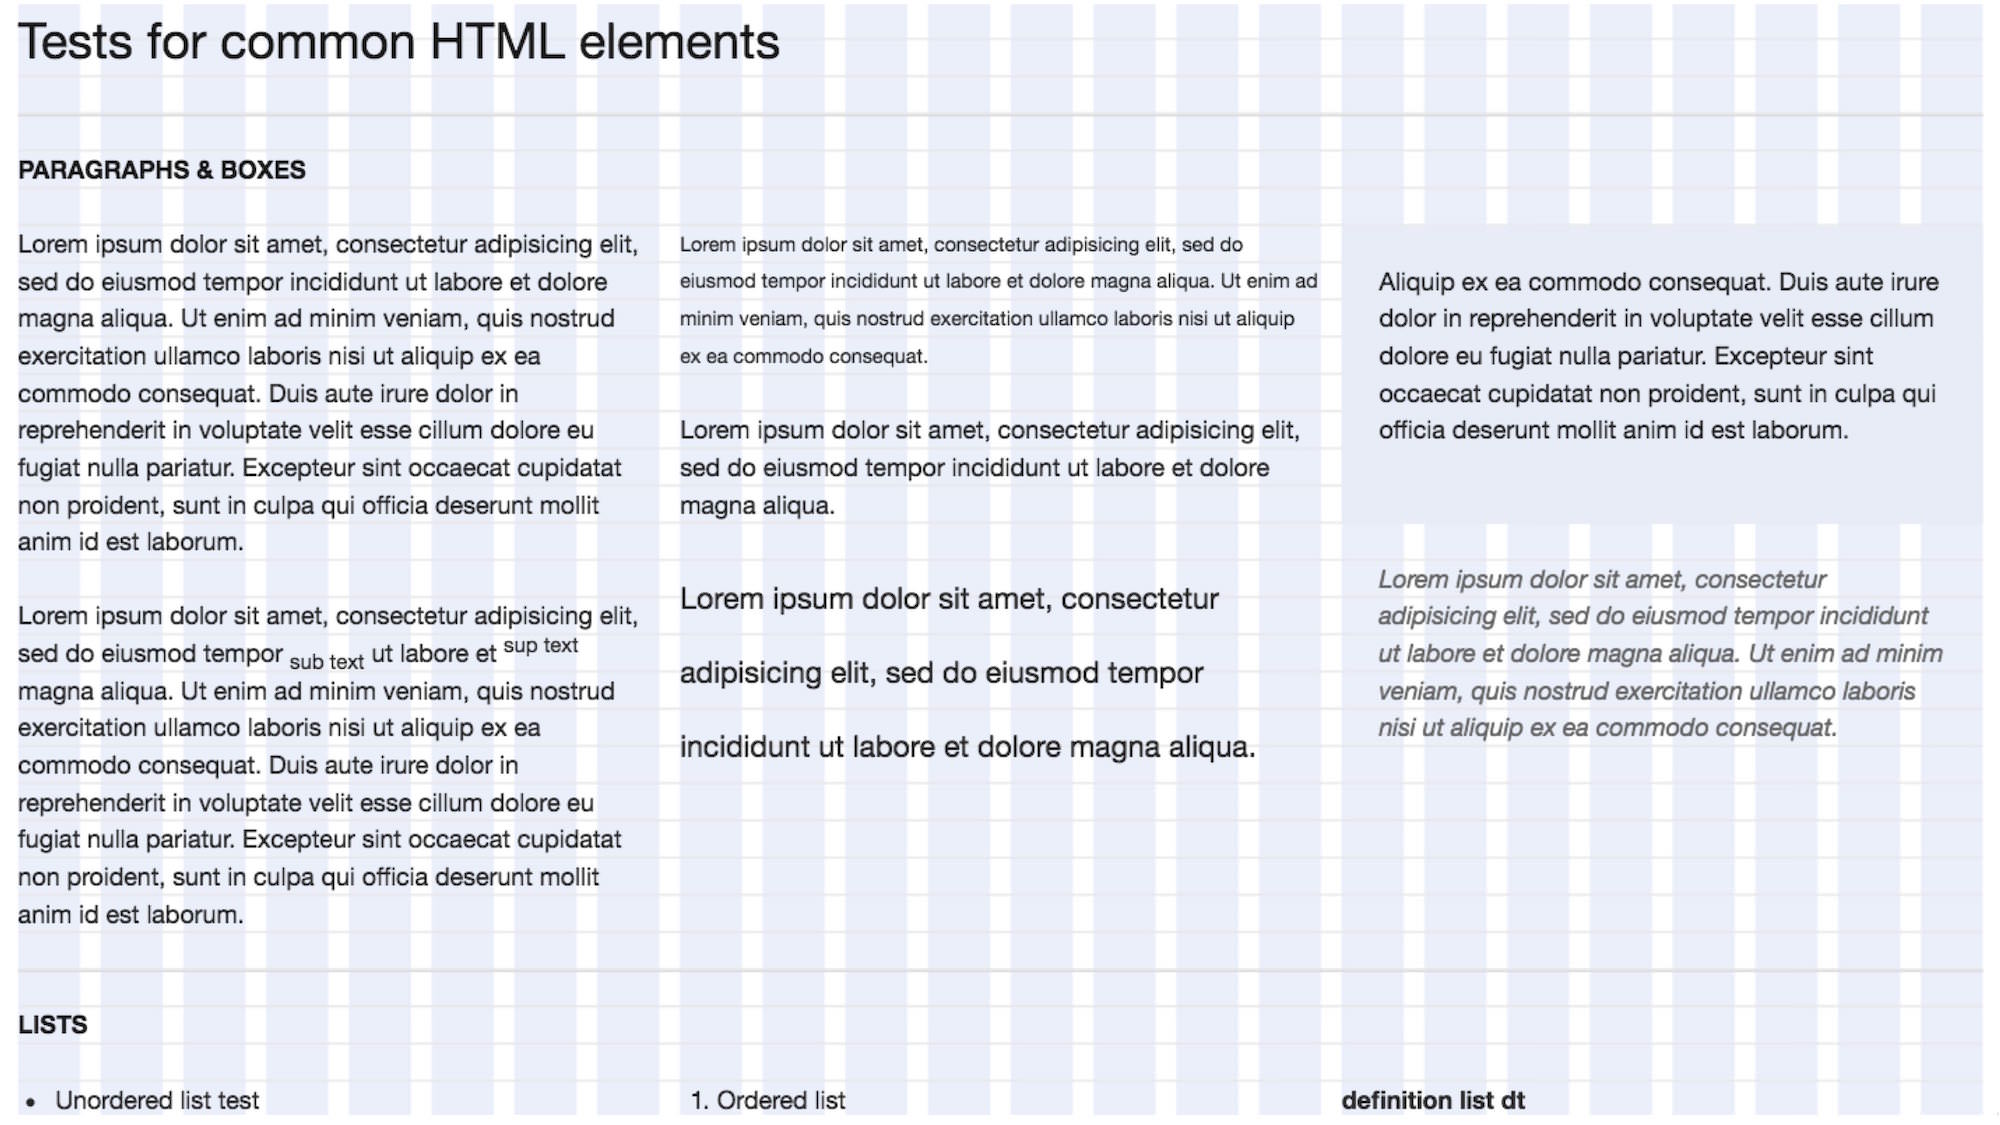 Tests for common HTML elements
PARAGRAPHS & BOXES
Lorem ipsum dolor sit amet, consectetur adipisicing elit,
sed do eiusmod tempor incididunt ut labore et dolore
magna aliqua. Ut enim ad minim veniam, quis nostrud
exercitation ullamco laboris nisi ut aliquip ex ea
commodo consequat. Duis aute irure dolor in
reprehenderit in voluptate velit esse cillum dolore eu
fugiat nulla pariatur. Excepteur sint occaecat cupidatat
non proident, sunt in culpa qui officia deserunt mollit
anim id est laborum.
Lorem ipsum dolor sit amet, consectetur adipisicing elit,
sed do eiusmod tempor sub text ut labore et sup text
magna aliqua. Ut enim ad minim veniam, quis nostrud
exercitation ullamco laboris nisi ut aliquip ex ea
commodo consequat. Duis aute irure dolor in
reprehenderit in voluptate velit esse cillum dolore eu
fugiat nulla pariatur. Excepteur sint occaecat cupidatat
non proident, sunt in culpa qui officia deserunt mollit
anim id est laborum.
Lorem ipsum dolor sit amet, consectetur adipisicing elit, sed do
eiusmod tempor incididunt ut labore et dolore magna aliqua. Ut enim ad
minim veniam, quis nostrud exercitation ullamco laboris nisi ut aliquip
ex ea commodo consequat.
Lorem ipsum dolor sit amet, consectetur adipisicing elit,
sed do eiusmod tempor incididunt ut labore et dolore
magna aliqua.
Lorem ipsum dolor sit amet, consectetur
adipisicing elit, sed do eiusmod tempor
incididunt ut labore et dolore magna aliqua.
Aliquip ex ea commodo consequat. Duis aute irure
dolor in reprehenderit in voluptate velit esse cillum
dolore eu fugiat nulla pariatur. Excepteur sint
occaecat cupidatat non proident, sunt in culpa qui
officia deserunt mollit anim id est laborum.
Lorem ipsum dolor sit amet, consectetur
adipisicing elit, sed do eiusmod tempor incididunt
ut labore et dolore magna aliqua. Ut enim ad minim
veniam, quis nostrud exercitation ullamco laboris
nisi ut aliquip ex ea commodo consequat.
LISTS
• Unordered list test
1. Ordered list
definition list dt